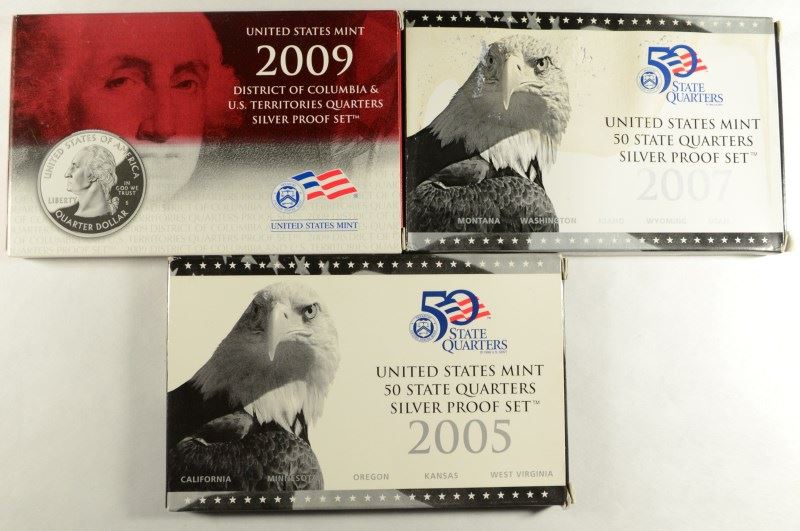 UNITED STATES MINT
2009
DISTRICT OF COLUMBIA &
U.S. TERRITORIES QUARTERS
SILVER PROOF SET™
UNITED STATES OF AMERICA
LIBERTY
IN
GOD WE
TRUST
S
QUARTER DOLLAR
UNITED STATES MINT
50
STATE
QUARTERS
UNITED STATES MINT
50 STATE QUARTERS
SILVER PROOF SET™
2007
MONTANA WASHINGTON IDAHO WYOMING UTAH
50
STATE
QUARTERS
UNITED STATES MINT
50 STATE QUARTERS
SILVER PROOF SET™
2005
CALIFORNIA MINNESOTA OREGON KANSAS WEST VIRGINIA